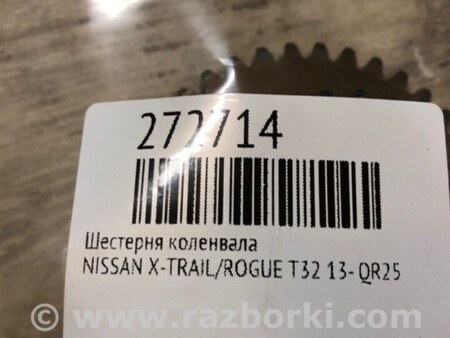 272714
Шестерня коленвала
NISSAN X-TRAIL/ROGUE T32 13- QR25
© www.razborki.com